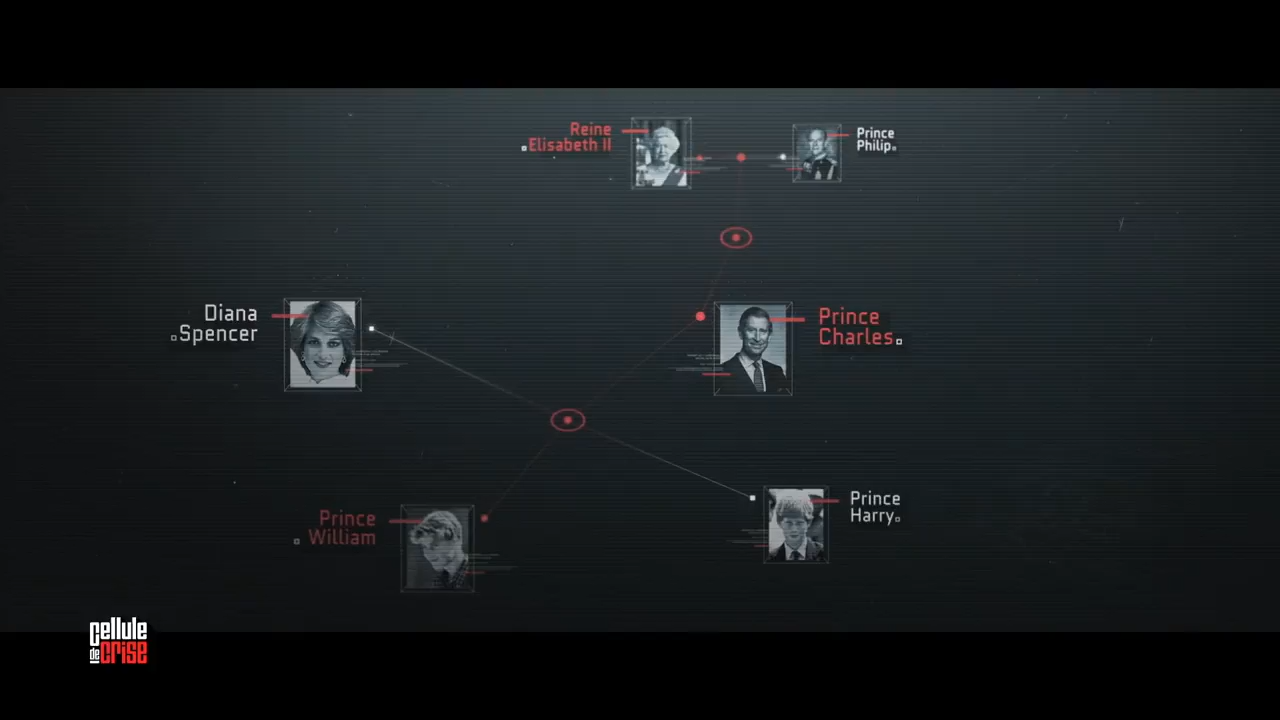 Reine
Elisabeth II
Prince
Philip
Diana
Spencer
Prince
Charles
Prince
William
Prince
Harry
cellule
de crise